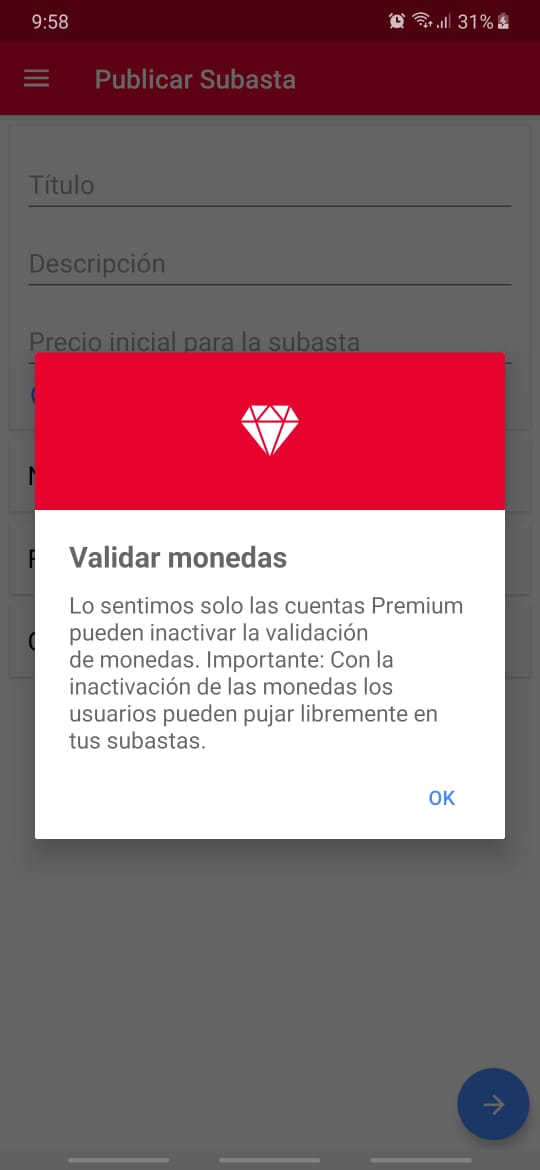 9:58
31%
Publicar Subasta
Título
Descripción
Precio inicial para la subasta
Validar monedas
Lo sentimos solo las cuentas Premium
pueden inactivar la validación
de monedas. Importante: Con la
inactivación de las monedas los
usuarios pueden pujar libremente en
tus subastas.
OK